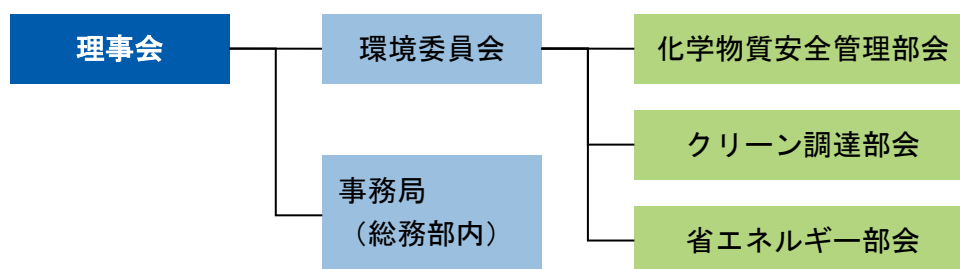 理事会
環境委員会
化学物質安全管理部会
クリーン調達部会
事務局
（総務部内）
省エネルギー部会